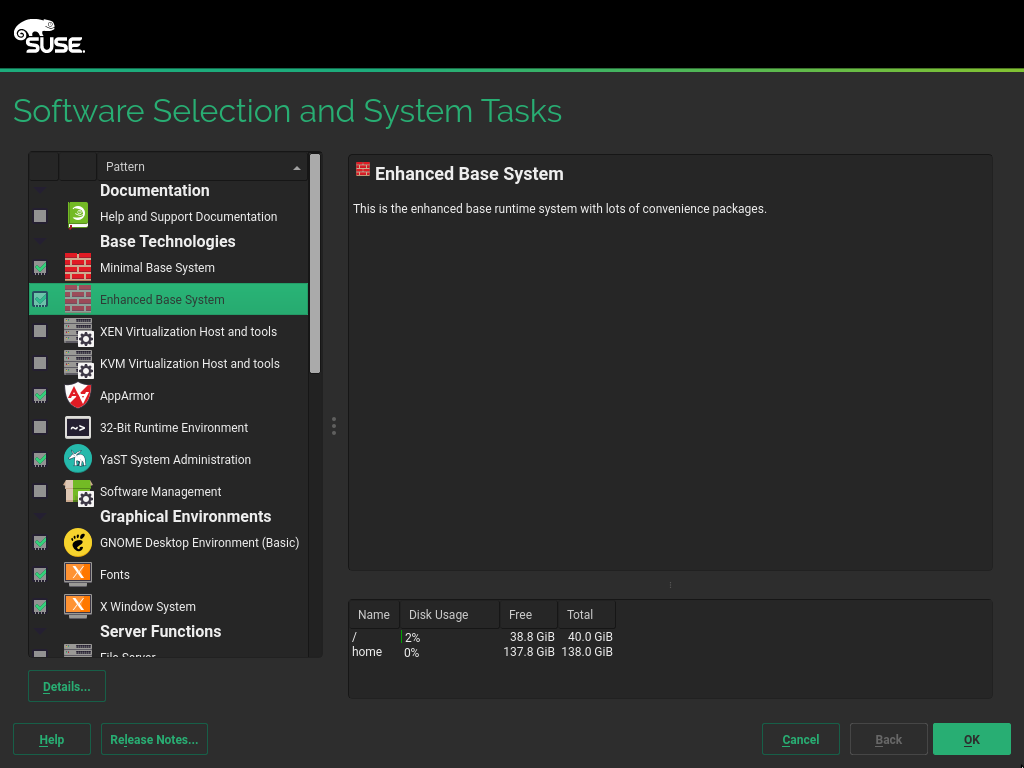 SUSE.
Software Selection and System Tasks
Pattern
Documentation
Help and Support Documentation
Base Technologies
Minimal Base System
Enhanced Base System
XEN Virtualization Host and tools
KVM Virtualization Host and tools
AppArmor
32-Bit Runtime Environment
YaST System Administration
Software Management
Graphical Environments
GNOME Desktop Environment (Basic)
Fonts
X Window System
Server Functions
File Server
Details...
Enhanced Base System
This is the enhanced base runtime system with lots of convenience packages.
Name Disk Usage Free Total
/ 2% 38.8 GiB 40.0 GiB
home 0% 137.8 GiB 138.0 GiB
Help Release Notes... Cancel Back OK